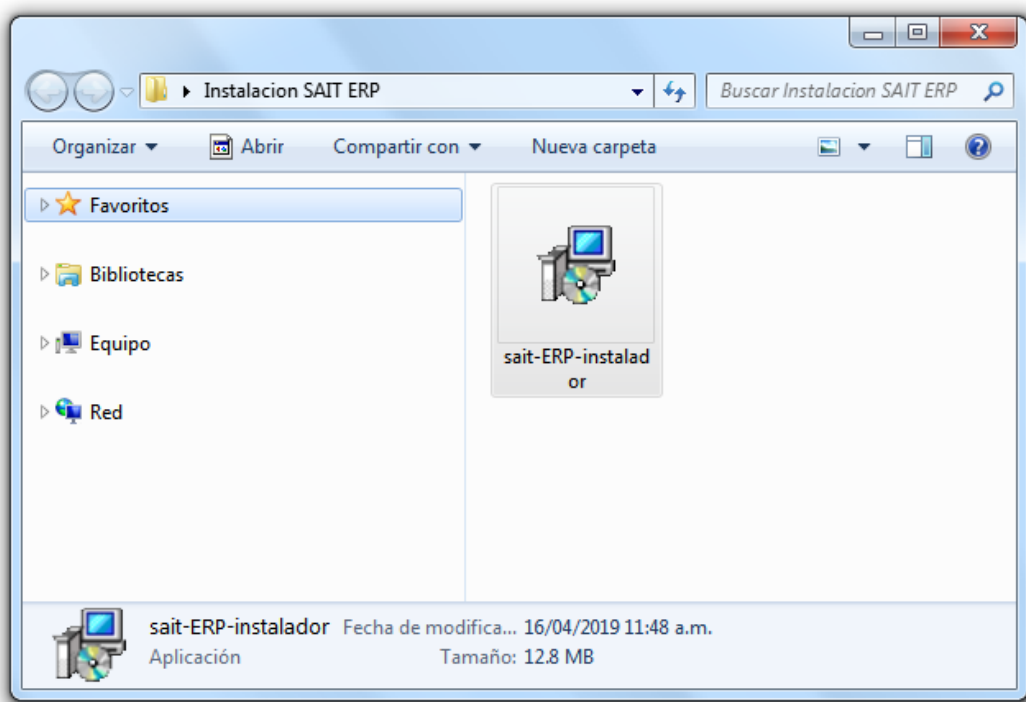 Instalacion SAIT ERP
Buscar Instalacion SAIT ERP
Organizar Abrir Compartir con Nueva carpeta
Favoritos
Bibliotecas
Equipo
Red
sait-ERP-instalad
or
sait-ERP-instalador Fecha de modifica... 16/04/2019 11:48 a.m.
Aplicación Tamaño: 12.8 MB